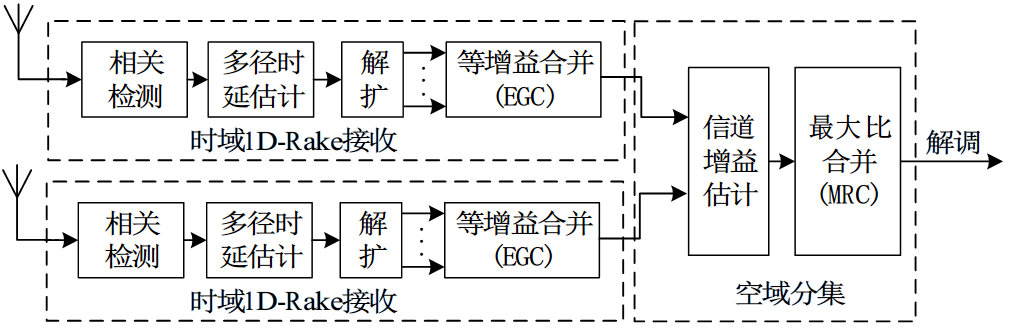 相关
检测
多径时
延估计
解
扩
等增益合并
(EGC)
时域1D-Rake接收
相关
检测
多径时
延估计
解
扩
等增益合并
(EGC)
时域1D-Rake接收
信道
增益
估计
最大比
合并
(MRC)
空域分集
解调